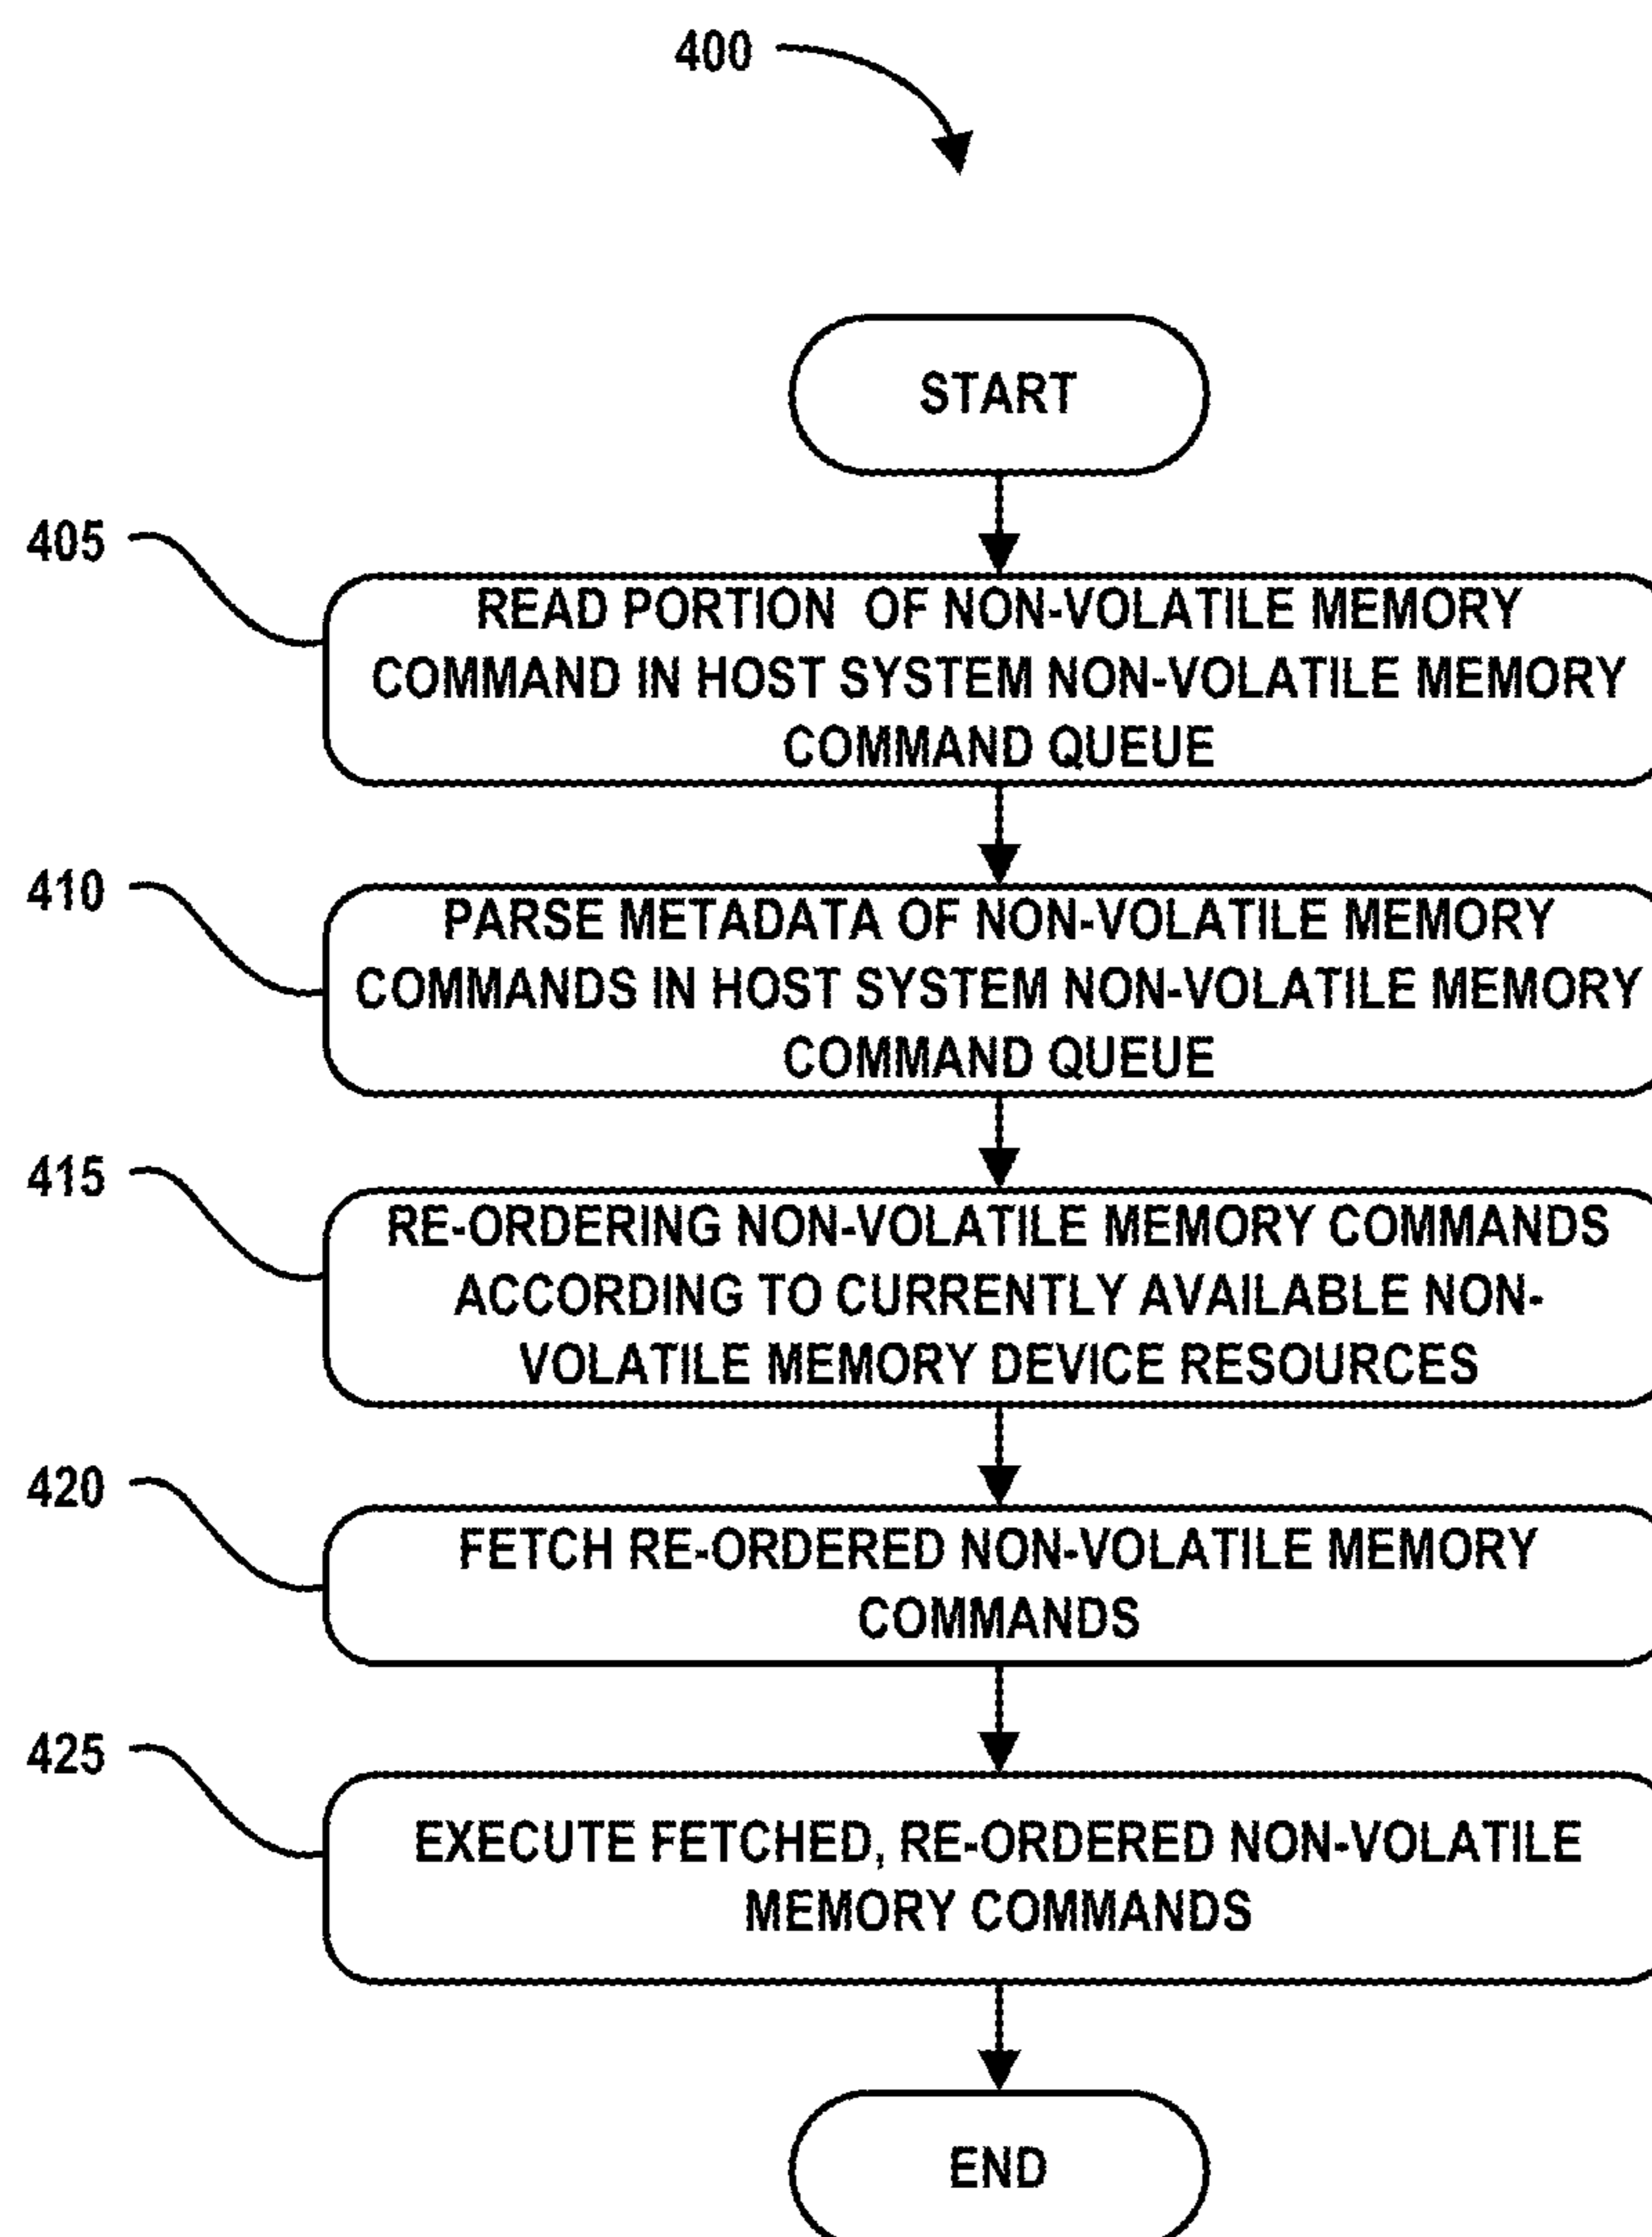 400
START
405
READ PORTION OF NON-VOLATILE MEMORY
COMMAND IN HOST SYSTEM NON-VOLATILE MEMORY
COMMAND QUEUE
410
PARSE METADATA OF NON-VOLATILE MEMORY
COMMANDS IN HOST SYSTEM NON-VOLATILE MEMORY
COMMAND QUEUE
415
RE-ORDERING NON-VOLATILE MEMORY COMMANDS
ACCORDING TO CURRENTLY AVAILABLE NON-
VOLATILE MEMORY DEVICE RESOURCES
420
FETCH RE-ORDERED NON-VOLATILE MEMORY
COMMANDS
425
EXECUTE FETCHED, RE-ORDERED NON-VOLATILE
MEMORY COMMANDS
END